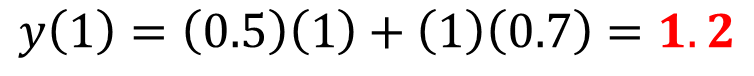 y(1) = (0.5)(1) + (1)(0.7) = 1.2